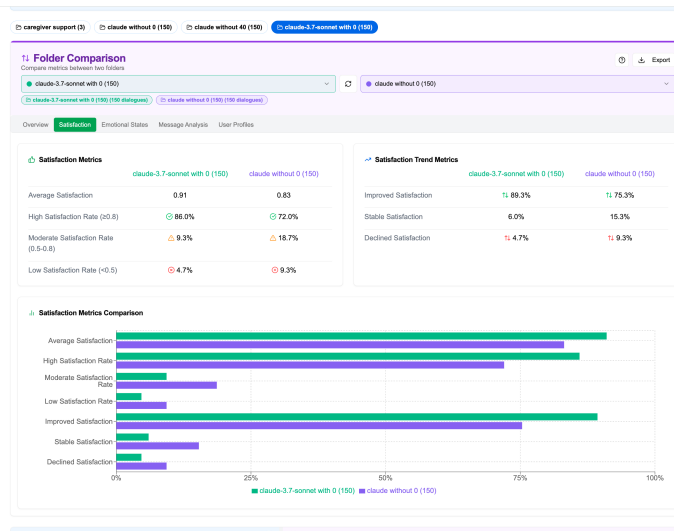 caregiver support (3) claude without 0 (150) claude without 40 (150) claude-3.7-sonnet with 0 (150)
Folder Comparison
Compare metrics between two folders
Export
claude-3.7-sonnet with 0 (150) claude without 0 (150)
claude-3.7-sonnet with 0 (150) (150 dialogues) claude without 0 (150) (150 dialogues)
Overview Satisfaction Emotional States Message Analysis User Profiles
Satisfaction Metrics
claude-3.7-sonnet with 0 (150) claude without 0 (150)
Average Satisfaction 0.91 0.83
High Satisfaction Rate (≥0.8) 86.0% 72.0%
Moderate Satisfaction Rate
(0.5-0.8) 9.3% 18.7%
Low Satisfaction Rate (<0.5) 4.7% 9.3%
Satisfaction Trend Metrics
claude-3.7-sonnet with 0 (150) claude without 0 (150)
Improved Satisfaction 89.3% 75.3%
Stable Satisfaction 6.0% 15.3%
Declined Satisfaction 4.7% 9.3%
Satisfaction Metrics Comparison
Average Satisfaction
High Satisfaction Rate
Moderate Satisfaction
Rate
Low Satisfaction Rate
Improved Satisfaction
Stable Satisfaction
Declined Satisfaction
0% 25% 50% 75% 100%
claude-3.7-sonnet with 0 (150) claude without 0 (150)